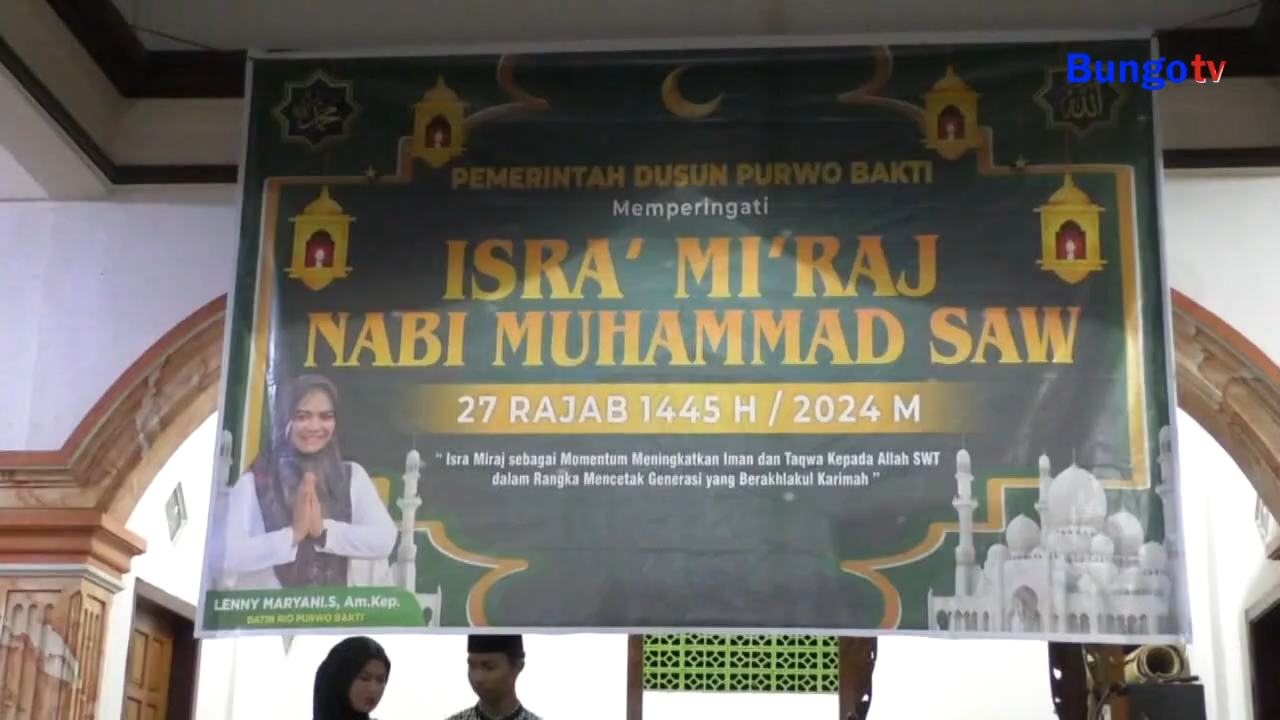 Bungotv
محمد
الله
PEMERINTAH DUSUN PURWO BAKTI
Memperingati
ISRA' MI'RAJ
NABI MUHAMMAD SAW
27 RAJAB 1445 H / 2024 M
" Isra Miraj sebagai Momentum Meningkatkan Iman dan Taqwa Kepada Allah SWT
dalam Rangka Mencetak Generasi yang Berakhlakul Karimah "
LENNY MARYANI.S, Am.Kep.
DATIN RIO PURWO BAKTI